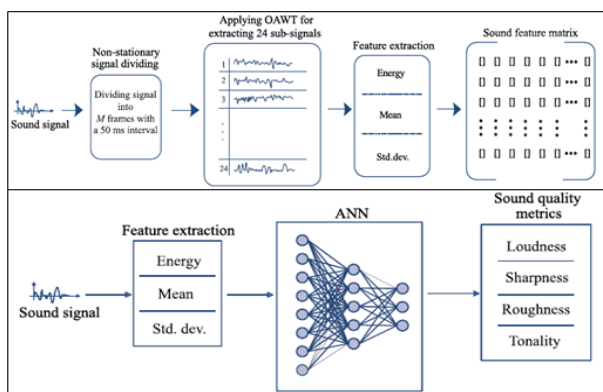 Non-stationary
signal dividing
Applying OAWT for
extracting 24 sub-signals
Feature extraction
Sound feature matrix
Sound signal
Dividing signal
into
M frames with
a 50 ms interval
1
2
3
24
Energy
Mean
Std.dev.
Sound signal
Feature extraction
Energy
Mean
Std. dev.
ANN
Sound quality
metrics
Loudness
Sharpness
Roughness
Tonality